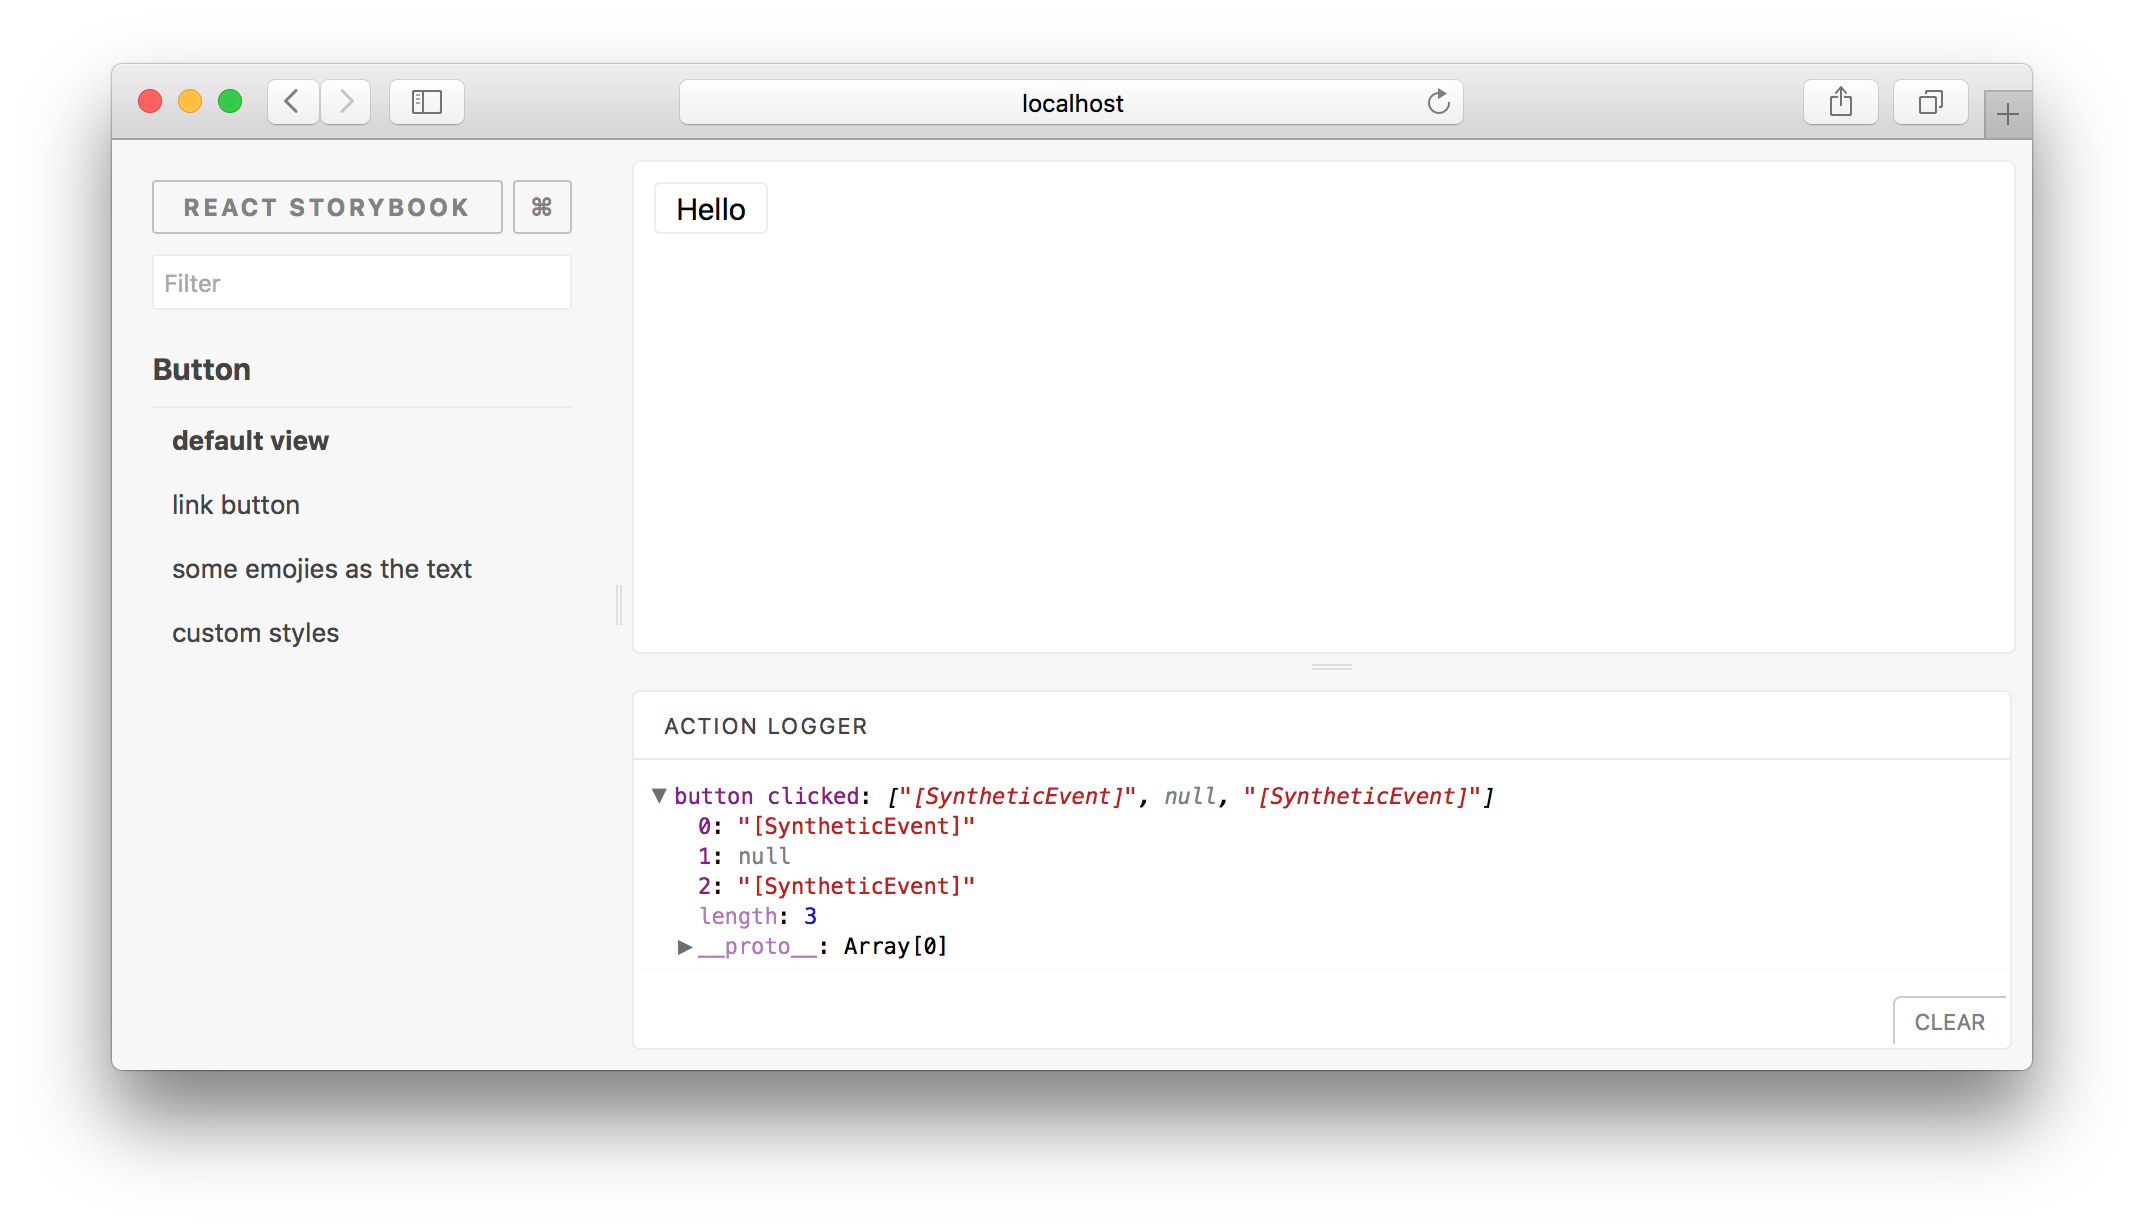 localhost
REACT STORYBOOK ⌘
Filter
Button
default view
link button
some emojies as the text
custom styles
Hello
ACTION LOGGER
▼button clicked: ["[SyntheticEvent]", null, "[SyntheticEvent]"]
0: "[SyntheticEvent]"
1: null
2: "[SyntheticEvent]"
length: 3
▶__proto__: Array[0]
CLEAR